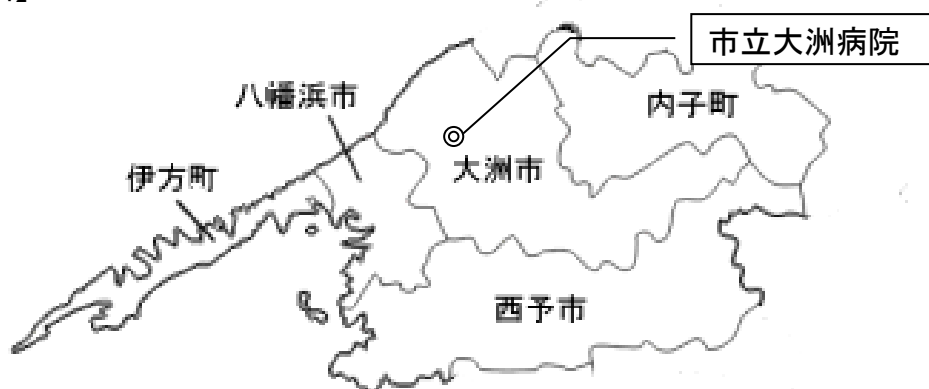 市立大洲病院
八幡浜市
内子町
大洲市
伊方町
西予市